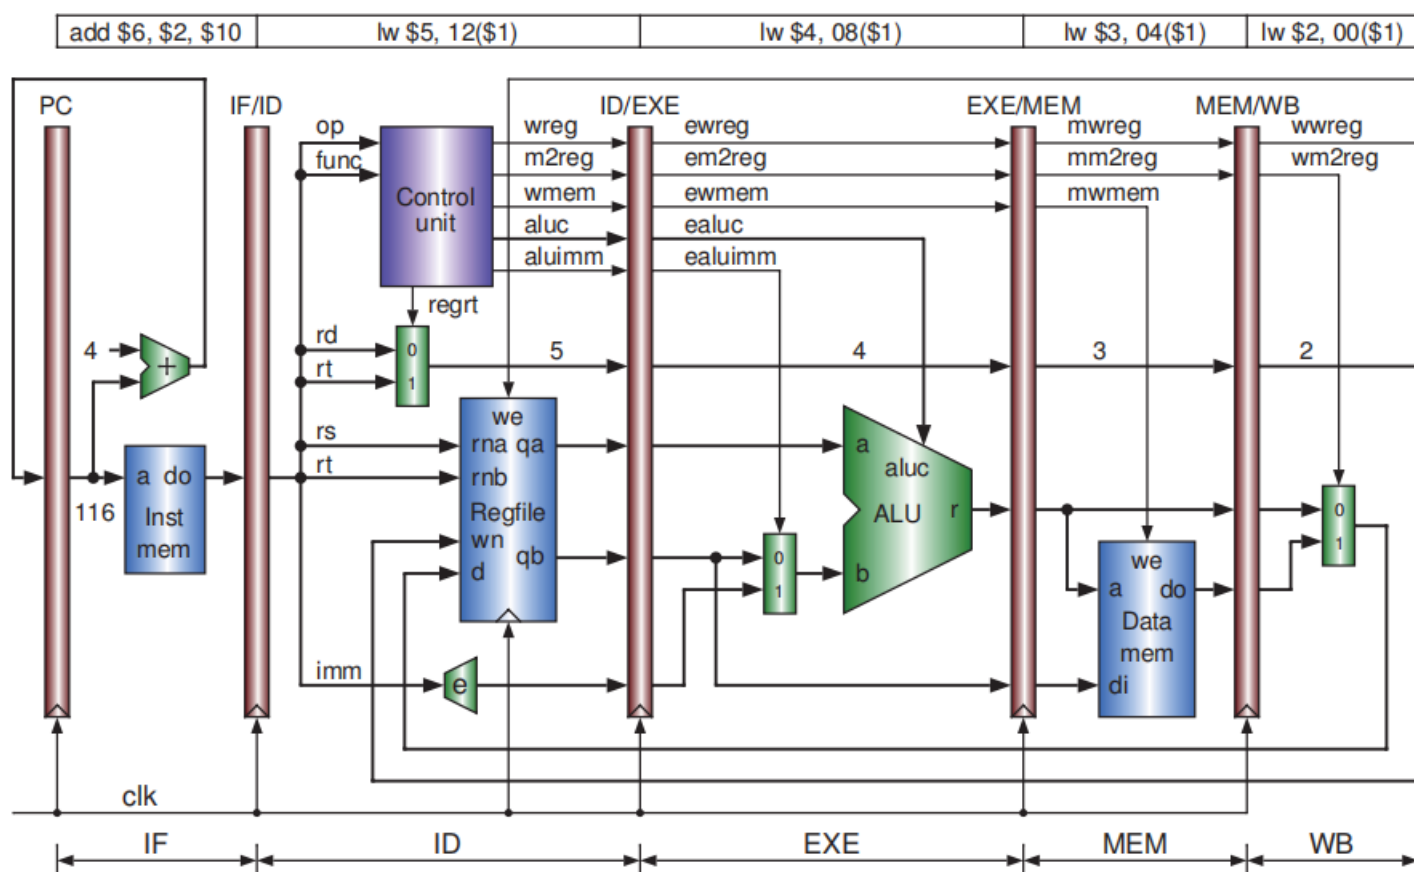 add $6, $2, $10 lw $5, 12($1) lw $4, 08($1) lw $3, 04($1) lw $2, 00($1)
PC IF/ID ID/EXE EXE/MEM MEM/WB
op wreg ewreg mwreg wwreg
func m2reg em2reg mm2reg wm2reg
Control unit wmem ewmem mwmem
aluc ealuc
aluimm ealuimm
regrt
rd 0
4 + 5 4 3 2
rt 1
we
rs rna qa a
aluc
a do rt rnb
116 Inst Regfile ALU r 0
mem wn 1
qb 0 we
d b 1 a do
Data
mem
imm e di
clk
IF ID EXE MEM WB